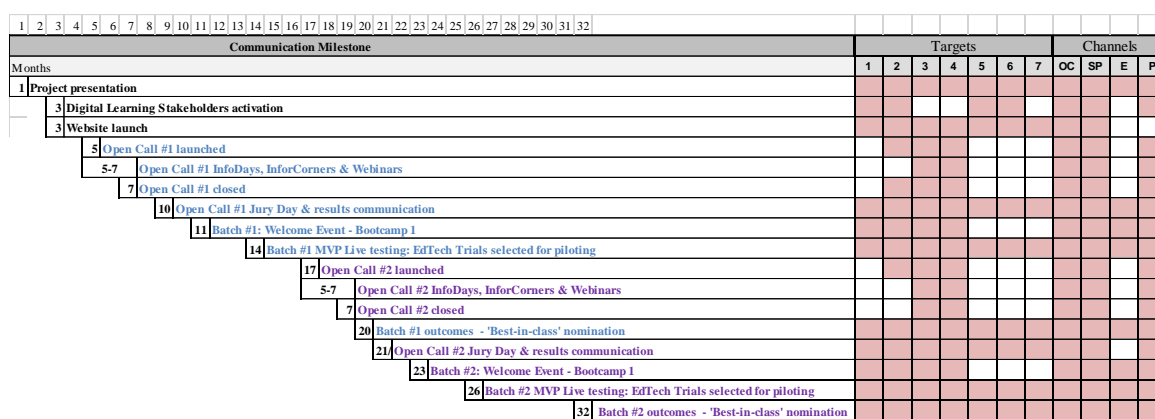 1 2 3 4 5 6 7 8 9 10 11 12 13 14 15 16 17 18 19 20 21 22 23 24 25 26 27 28 29 30 31 32
Communication Milestone Targets Channels
Months 1 2 3 4 5 6 7 OC SP E P
1 Project presentation
3 Digital Learning Stakeholders activation
3 Website launch
5 Open Call #1 launched
5-7 Open Call #1 InfoDays, InforCorners & Webinars
7 Open Call #1 closed
10 Open Call #1 Jury Day & results communication
11 Batch #1: Welcome Event - Bootcamp 1
14 Batch #1 MVP Live testing: EdTech Trials selected for piloting
17 Open Call #2 launched
5-7 Open Call #2 InfoDays, InforCorners & Webinars
7 Open Call #2 closed
20 Batch #1 outcomes - 'Best-in-class' nomination
21/ Open Call #2 Jury Day & results communication
23 Batch #2: Welcome Event - Bootcamp 1
26 Batch #2 MVP Live testing: EdTech Trials selected for piloting
32 Batch #2 outcomes - 'Best-in-class' nomination